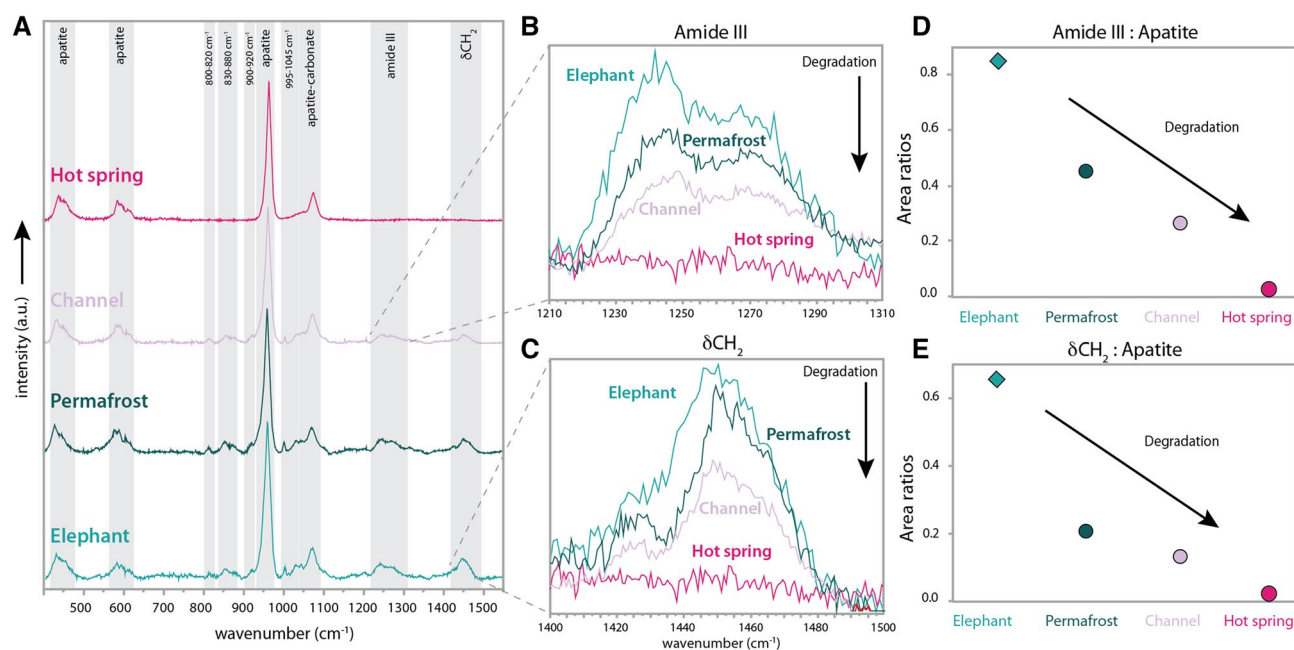 A
apatite
apatite
800-820 cm⁻¹
830-880 cm⁻¹
900-920 cm⁻¹
apatite
995-1045 cm⁻¹
apatite-carbonate
amide III
δCH₂
Hot spring
Channel
Permafrost
Elephant
intensity (a.u.)
500 600 700 800 900 1000 1100 1200 1300 1400 1500
wavenumber (cm⁻¹)
B
Amide III
Degradation
Elephant
Permafrost
Channel
Hot spring
1210 1230 1250 1270 1290 1310
C
δCH₂
Degradation
Elephant
Permafrost
Channel
Hot spring
1400 1420 1440 1460 1480 1500
wavenumber (cm⁻¹)
D
Amide III : Apatite
Area ratios
0.8
0.6
0.4
0.2
0.0
Degradation
Elephant Permafrost Channel Hot spring
E
δCH₂ : Apatite
Area ratios
0.6
0.4
0.2
0.0
Degradation
Elephant Permafrost Channel Hot spring